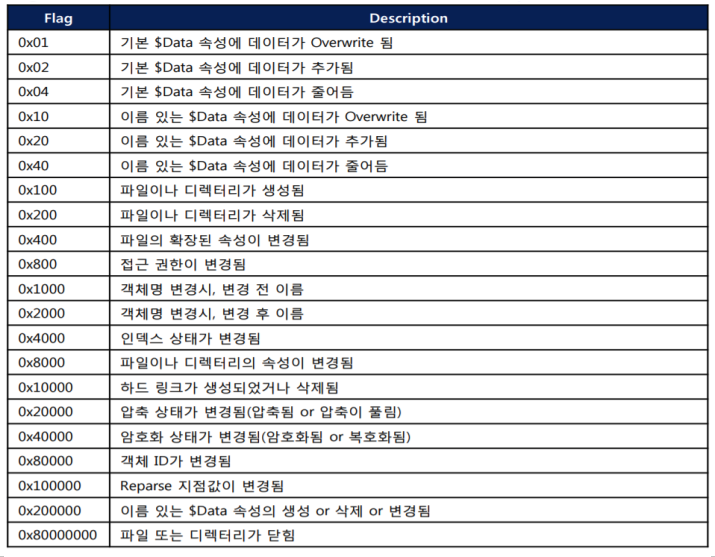 Flag Description
0x01 기본 $Data 속성에 데이터가 Overwrite 됨
0x02 기본 $Data 속성에 데이터가 추가됨
0x04 기본 $Data 속성에 데이터가 줄어듬
0x10 이름 있는 $Data 속성에 데이터가 Overwrite 됨
0x20 이름 있는 $Data 속성에 데이터가 추가됨
0x40 이름 있는 $Data 속성에 데이터가 줄어듬
0x100 파일이나 디렉터리가 생성됨
0x200 파일이나 디렉터리가 삭제됨
0x400 파일의 확장된 속성이 변경됨
0x800 접근 권한이 변경됨
0x1000 객체명 변경시, 변경 전 이름
0x2000 객체명 변경시, 변경 후 이름
0x4000 인덱스 상태가 변경됨
0x8000 파일이나 디렉터리의 속성이 변경됨
0x10000 하드 링크가 생성되었거나 삭제됨
0x20000 압축 상태가 변경됨(압축됨 or 압축이 풀림)
0x40000 암호화 상태가 변경됨(암호화됨 or 복호화됨)
0x80000 객체 ID가 변경됨
0x100000 Reparse 지점값이 변경됨
0x200000 이름 있는 $Data 속성의 생성 or 삭제 or 변경됨
0x80000000 파일 또는 디렉터리가 닫힘